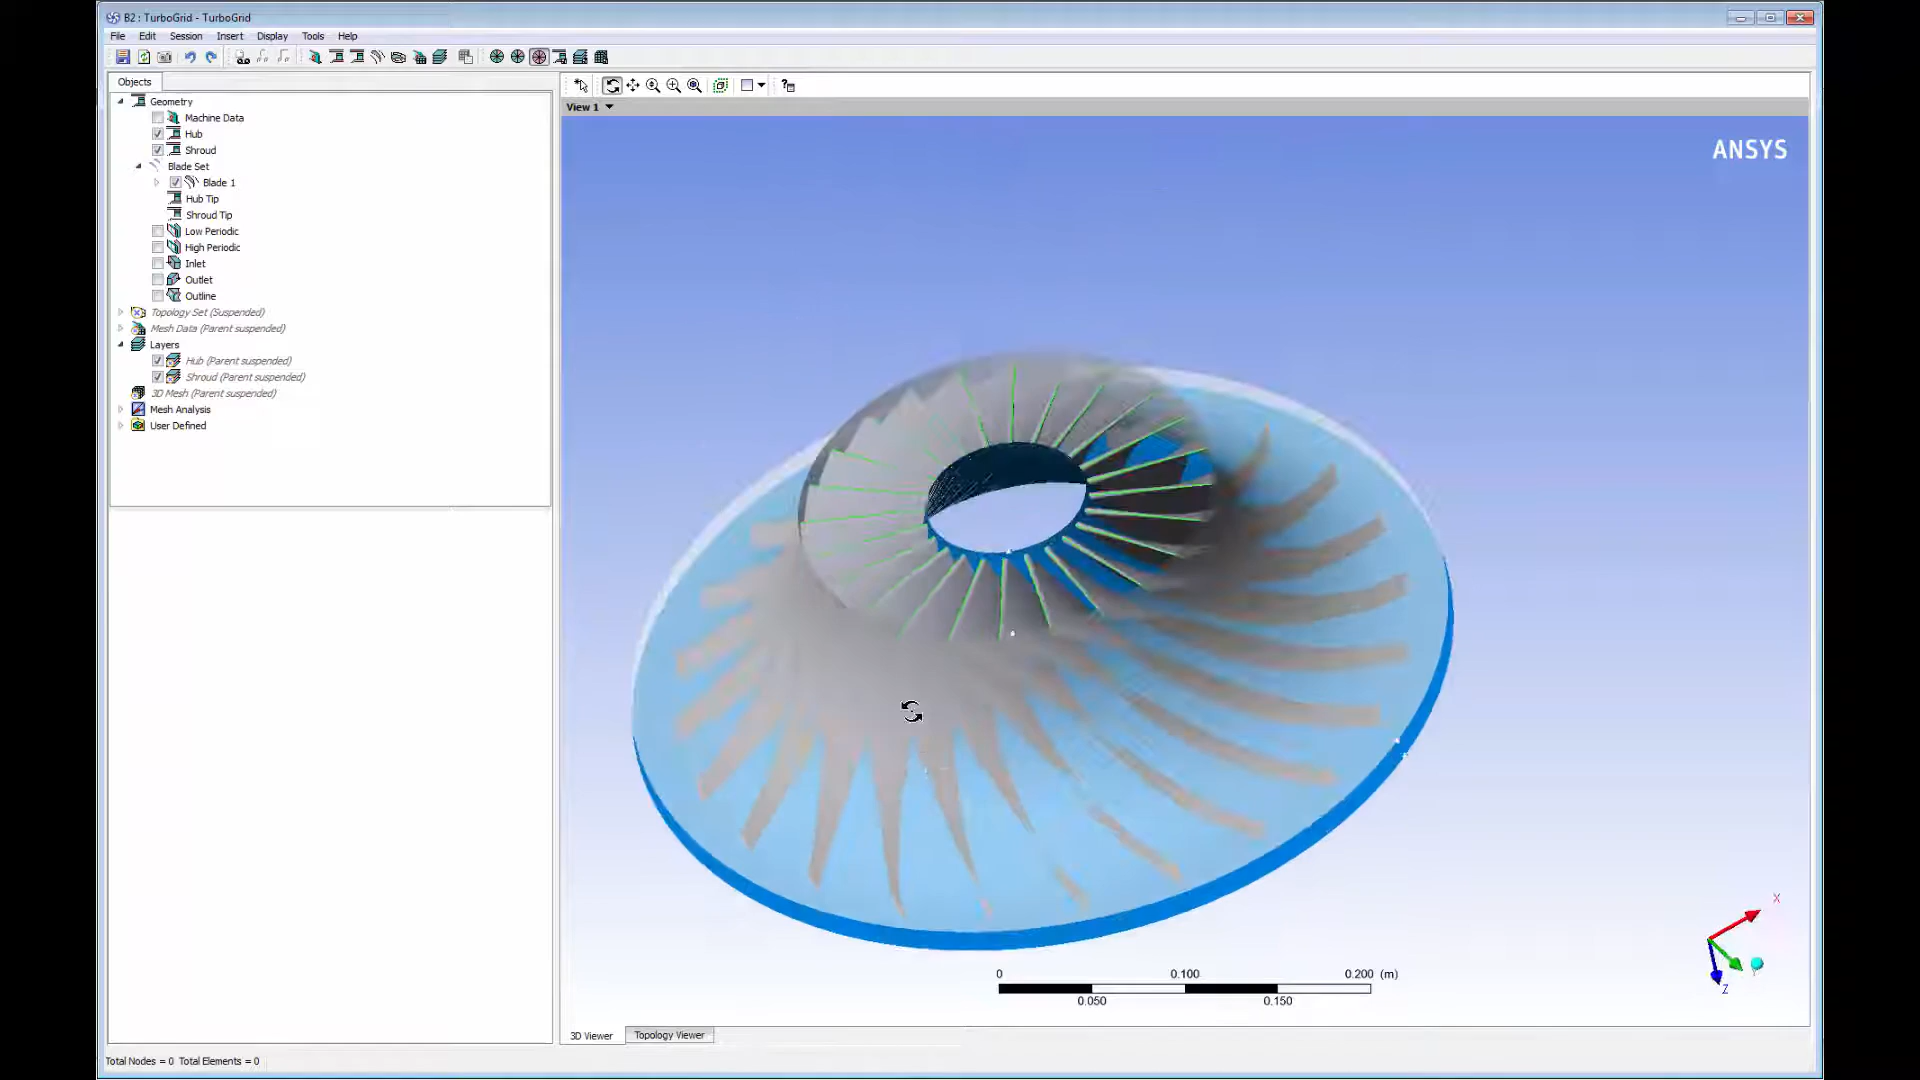 B2 : TurboGrid - TurboGrid
File Edit Session Insert Display Tools Help
Objects
Geometry
Machine Data
Hub
Shroud
Blade Set
Blade 1
Hub Tip
Shroud Tip
Low Periodic
High Periodic
Inlet
Outlet
Outline
Topology Set (Suspended)
Mesh Data (Parent suspended)
Layers
Hub (Parent suspended)
Shroud (Parent suspended)
3D Mesh (Parent suspended)
Mesh Analysis
User Defined
View 1
ANSYS
X
Z
0 0.100 0.200 (m)
0.050 0.150
3D Viewer Topology Viewer
Total Nodes = 0 Total Elements = 0